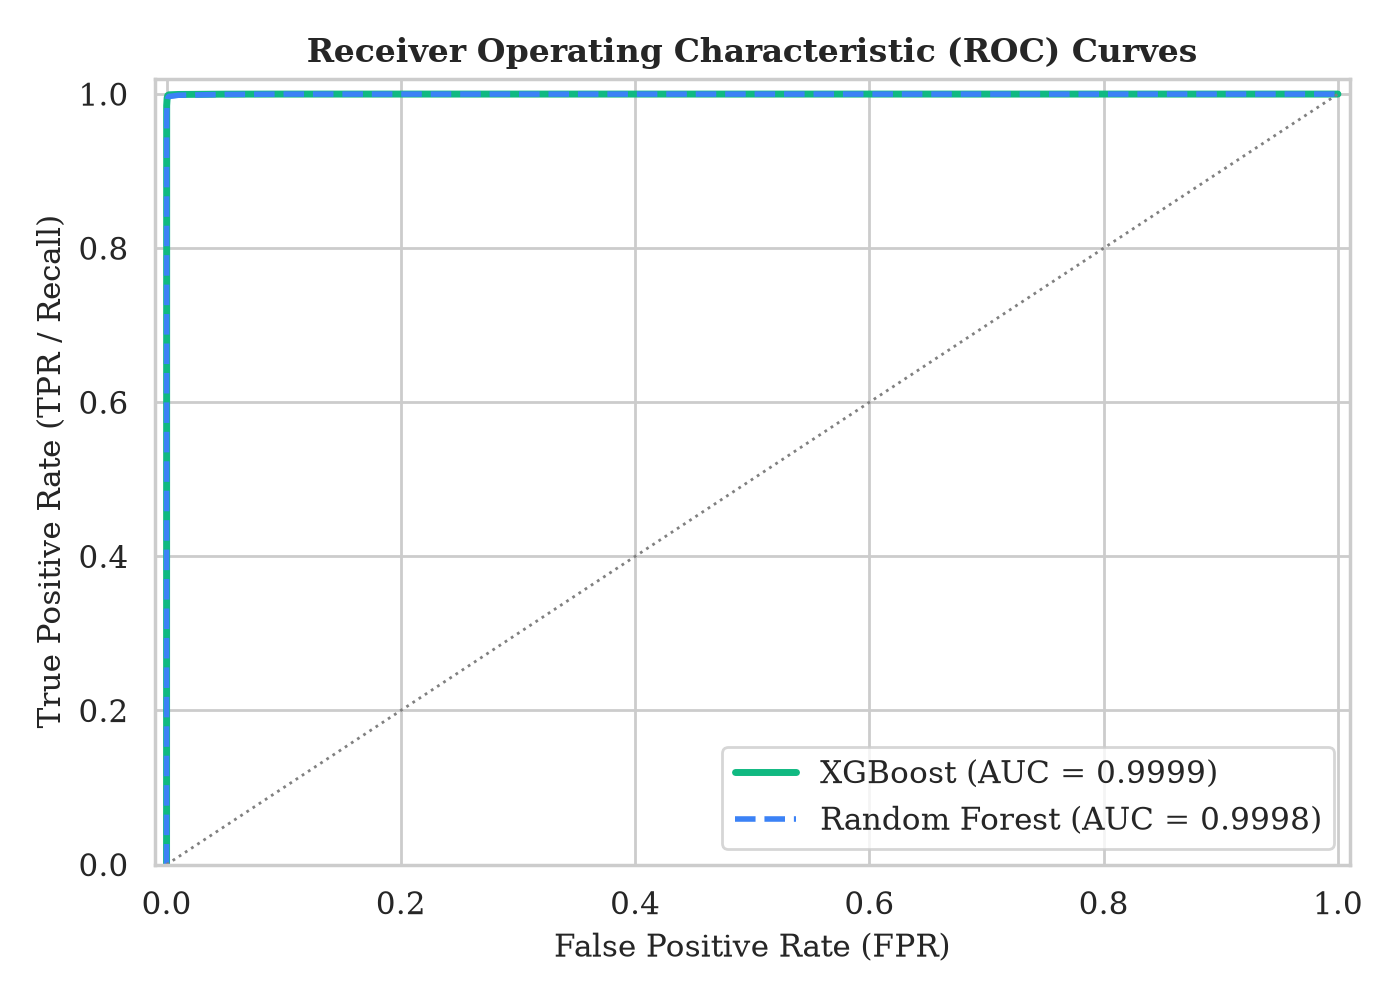 Receiver Operating Characteristic (ROC) Curves
True Positive Rate (TPR / Recall)
1.0
0.8
0.6
0.4
0.2
0.0
XGBoost (AUC = 0.9999)
Random Forest (AUC = 0.9998)
0.0 0.2 0.4 0.6 0.8 1.0
False Positive Rate (FPR)